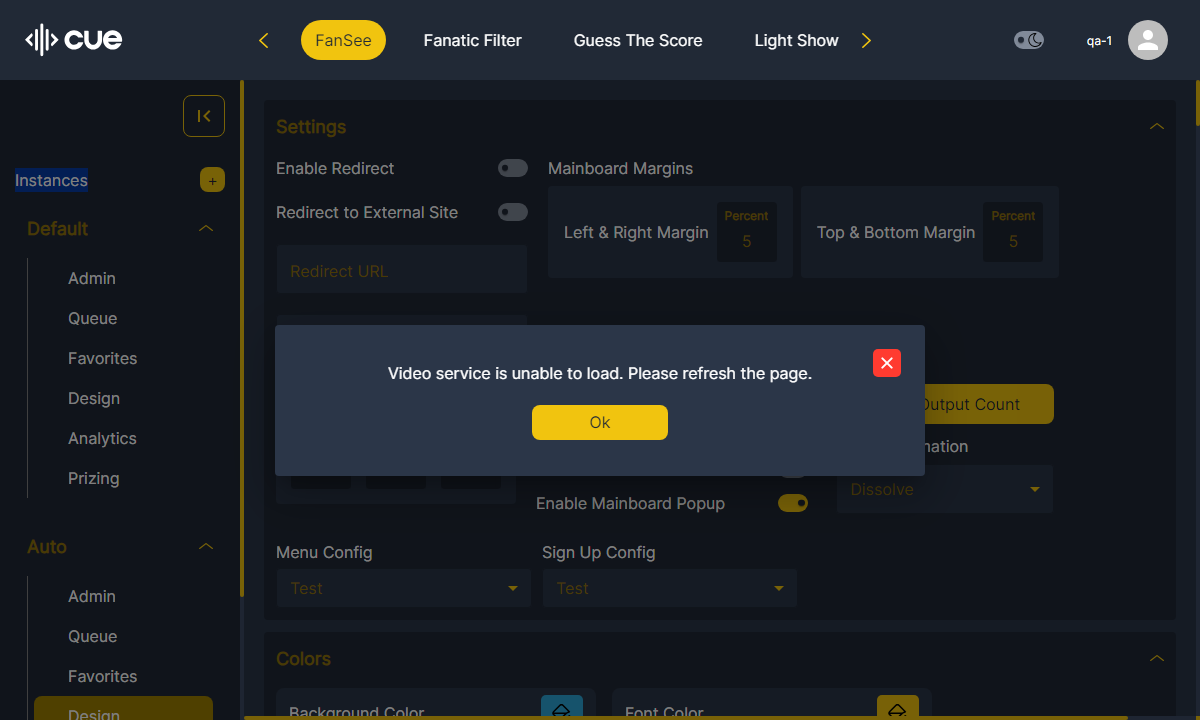 cue
FanSee
Fanatic Filter
Guess The Score
Light Show
qa-1
Instances
+
Default
Admin
Queue
Favorites
Design
Analytics
Prizing
Auto
Admin
Queue
Favorites
Design
Settings
Enable Redirect
Redirect to External Site
Redirect URL
Mainboard Margins
Left & Right Margin
Percent
5
Top & Bottom Margin
Percent
5
Video service is unable to load. Please refresh the page.
Ok
Output Count
Enable Mainboard Popup
Dissolve
Menu Config
Test
Sign Up Config
Test
Colors
Background Color
Font Color